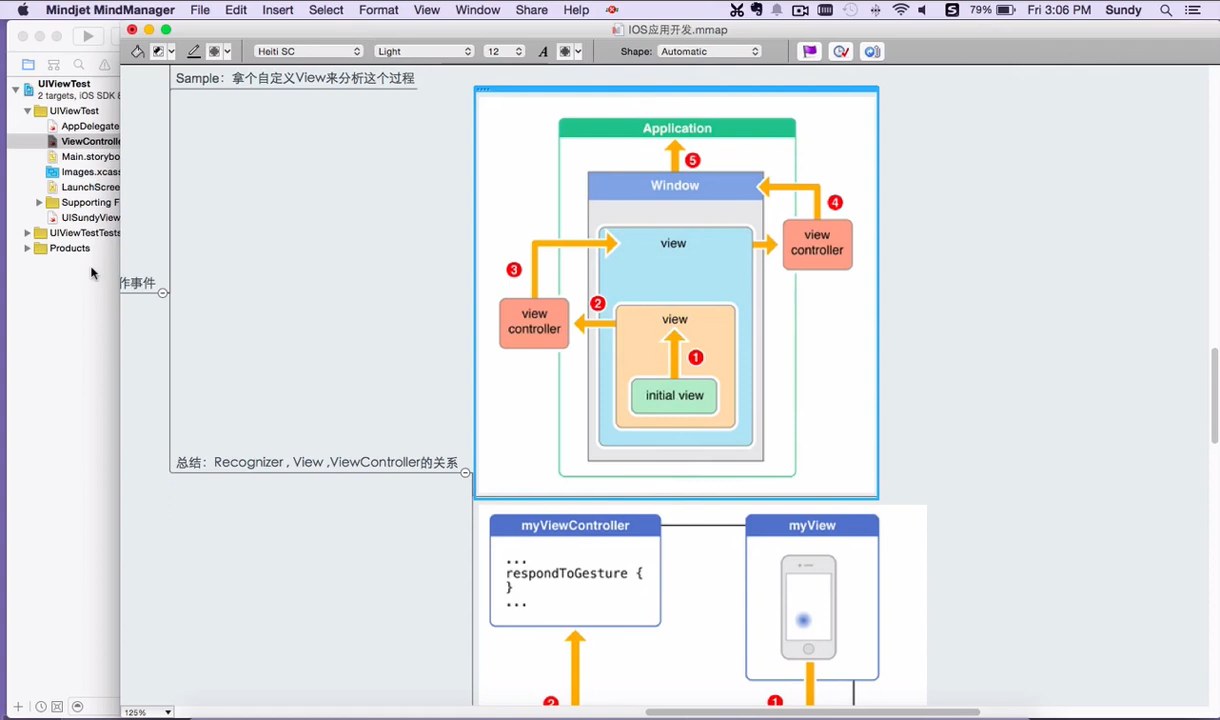 Mindjet MindManager File Edit Insert Select Format View Window Share Help 79% Fri 3:06 PM Sundy
IOS应用开发.mmap
Heiti SC Light 12 A Shape: Automatic
UIViewTest
2 targets, iOS SDK 8
UIViewTest
AppDelegate
ViewControlle
Main.storybo
Images.xcass
LaunchScree
Supporting F
UISundyView
UIViewTestTests
Products
作事件
Sample: 拿个自定义View来分析这个过程
总结: Recognizer , View ,ViewController的关系
Application
5
Window
4
view
view
controller
3
2
view
controller
view
1
initial view
myViewController
...
respondToGesture {
}
...
2
myView
1
125%